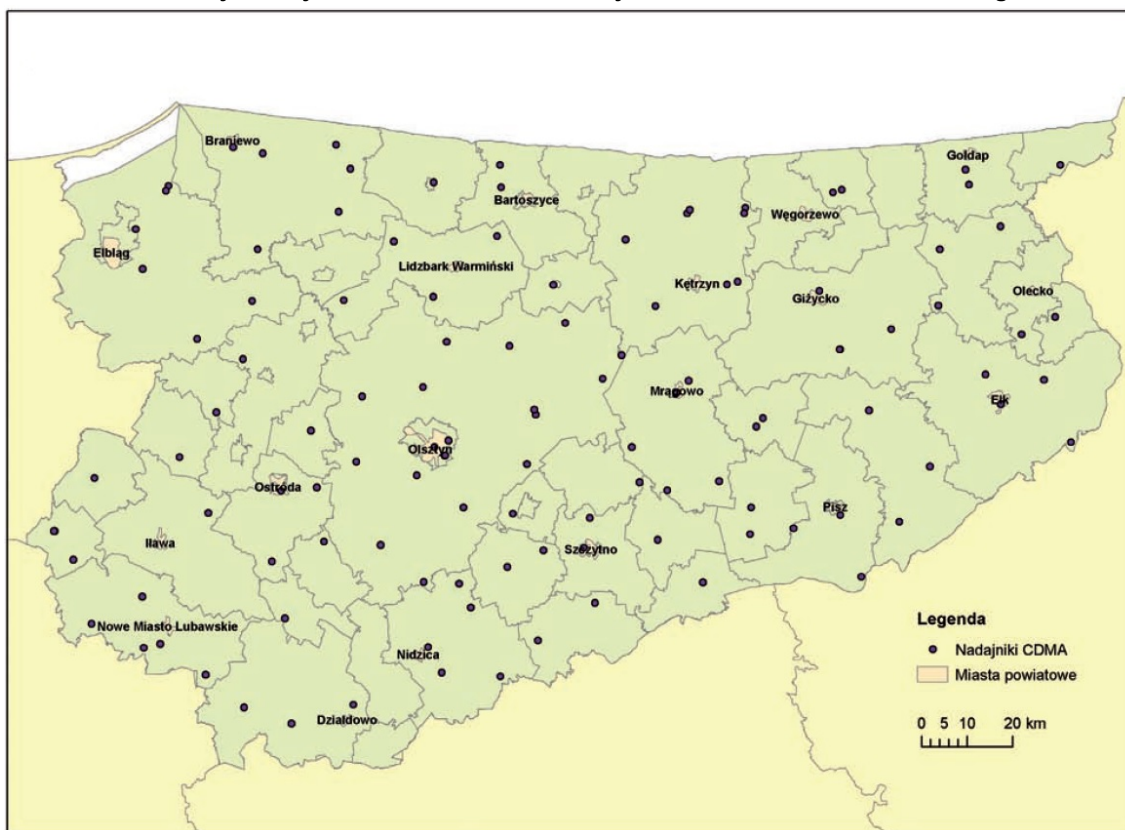 Braniewo
Gołdap
Bartoszyce
Węgorzewo
Elbląg
Lidzbark Warmiński
Kętrzyn
Giżycko
Olecko
Mrągowo
Ełk
Olsztyn
Ostróda
Pisz
Iława
Szczytno
Nowe Miasto Lubawskie
Nidzica
Działdowo
Legenda
Nadajniki CDMA
Miasta powiatowe
0 5 10 20 km